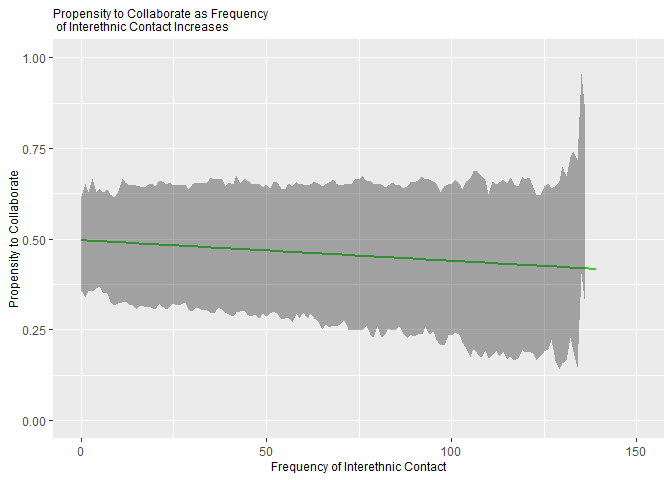 Propensity to Collaborate as Frequency
of Interethnic Contact Increases
1.00
0.75
0.50
0.25
0.00
Propensity to Collaborate
0
50
100
150
Frequency of Interethnic Contact